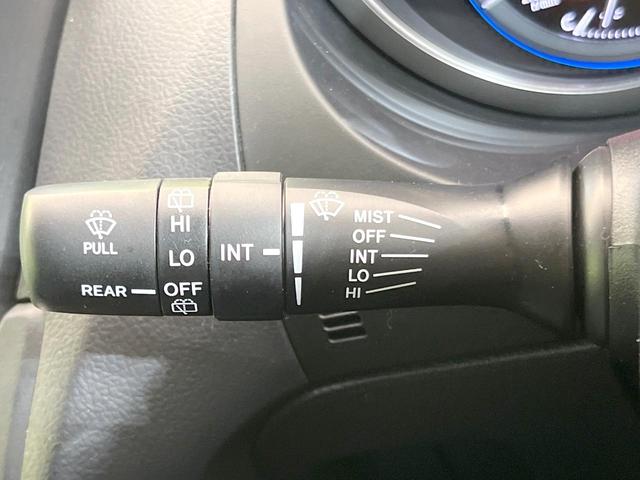 PULL
REAR
HI
LO
OFF
INT
MIST
OFF
INT
LO
HI